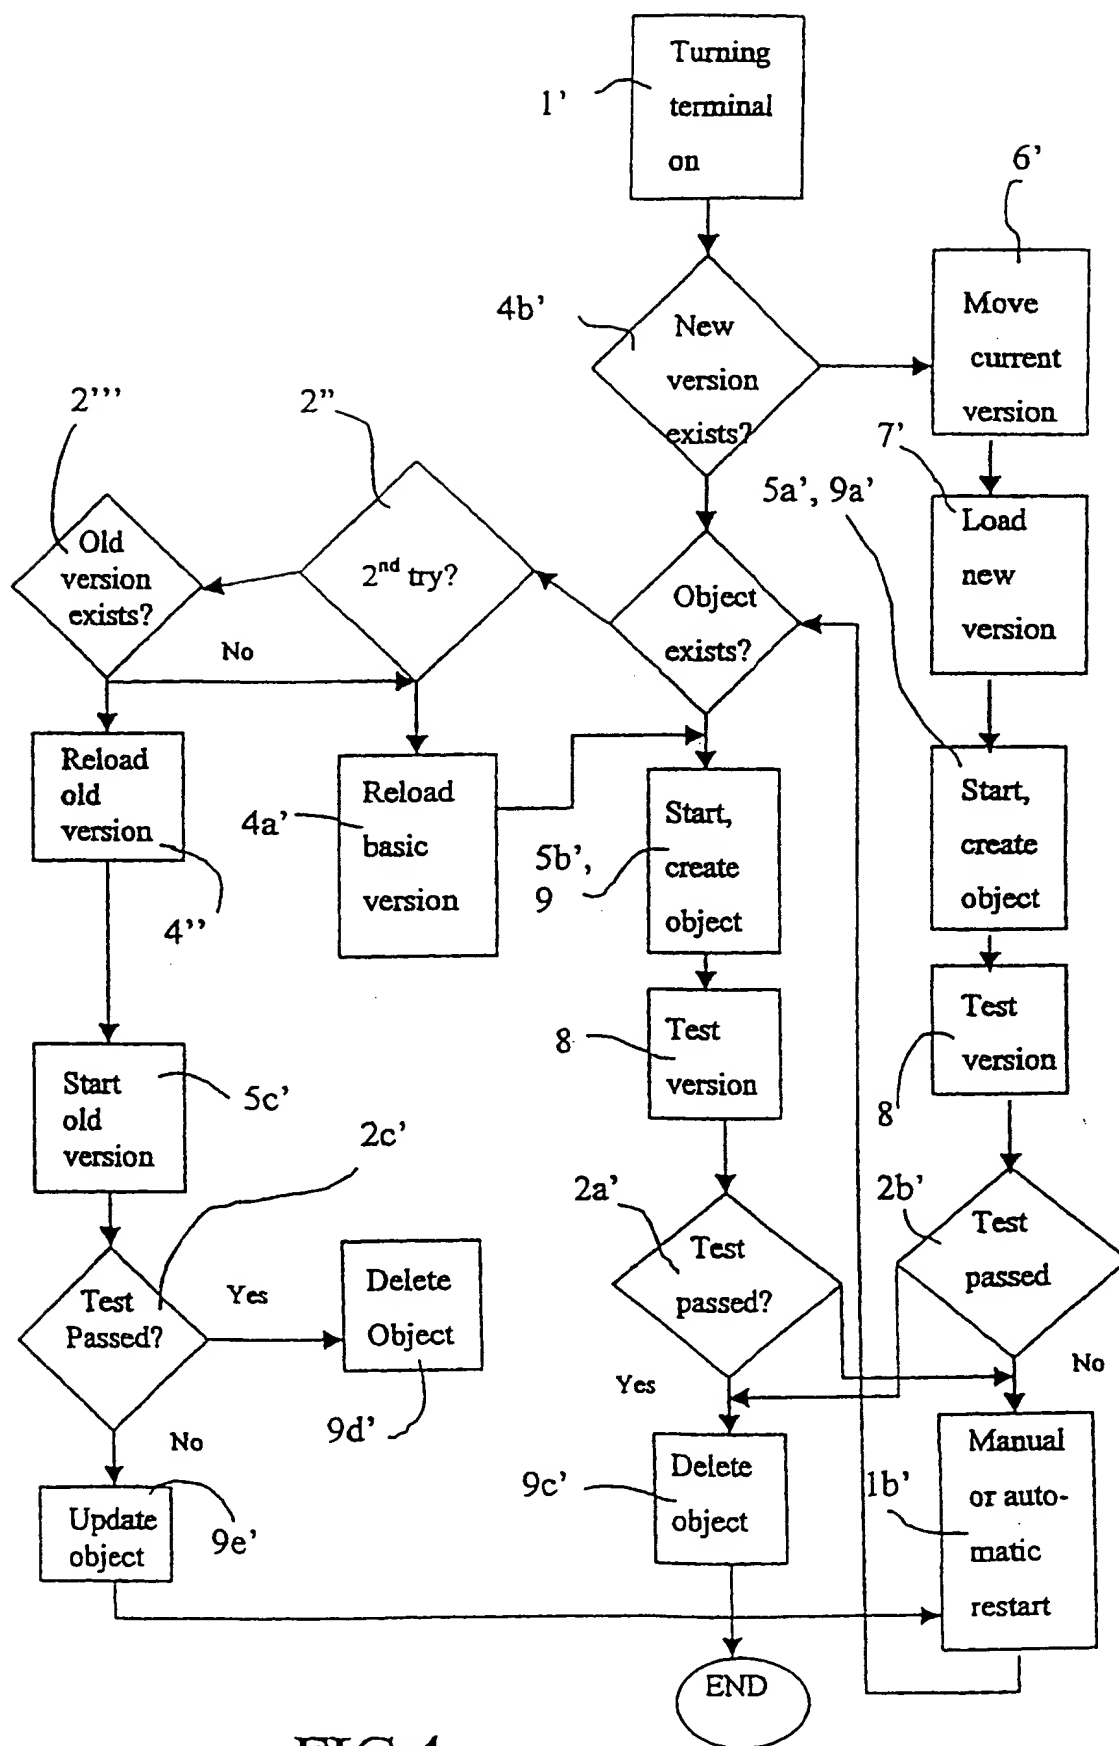 Turning
terminal
on
1'
6'
4b'
New
version
exists?
Move
current
version
2'''
2''
7'
5a', 9a'
Load
new
version
Old
version
exists?
2nd try?
Object
exists?
No
Reload
old
version
4a'
Reload
basic
version
5b',
9
Start,
create
object
Start,
create
object
4''
8
Test
version
Test
version
8'
Start
old
version
5c'
2c'
2a'
2b'
Test
passed?
Test
passed
Test
Passed?
Yes
Delete
Object
9d'
Yes
No
No
9c'
Delete
object
1b'
Manual
or auto-
matic
restart
Update
object
9e'
END